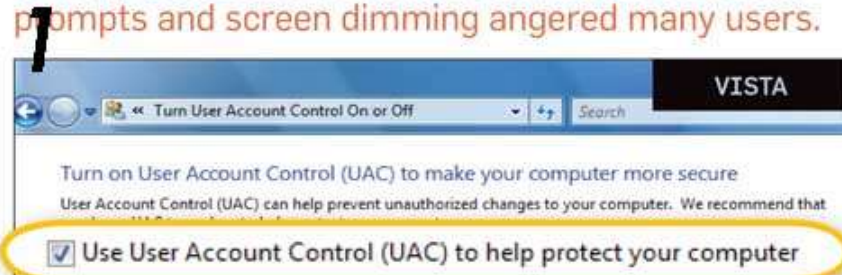 prompts and screen dimming angered many users.
1
VISTA
« Turn User Account Control On or Off
Search
Turn on User Account Control (UAC) to make your computer more secure
User Account Control (UAC) can help prevent unauthorized changes to your computer. We recommend that
Use User Account Control (UAC) to help protect your computer